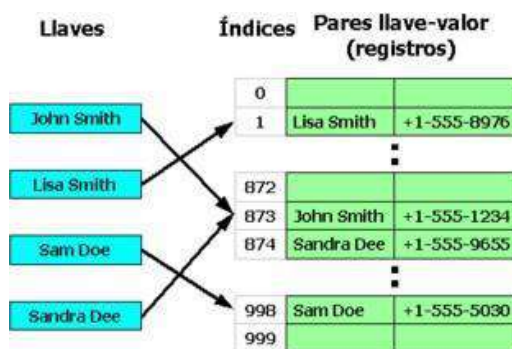 Llaves
Índices
Pares llave-valor
(registros)
John Smith
Lisa Smith
Sam Doe
Sandra Dee
0
1 Lisa Smith +1-555-8976
872
873 John Smith +1-555-1234
874 Sandra Dee +1-555-9655
998 Sam Doe +1-555-5030
999